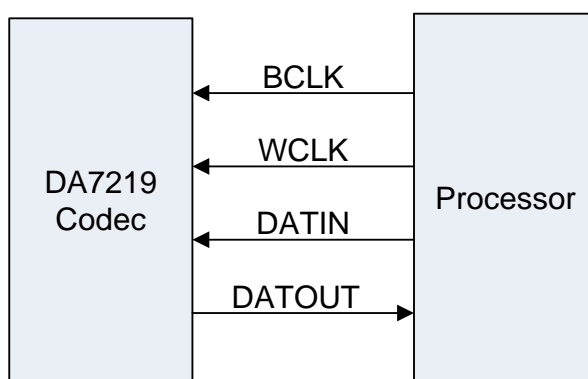 BCLK
WCLK
DA7219
Codec
Processor
DATIN
DATOUT